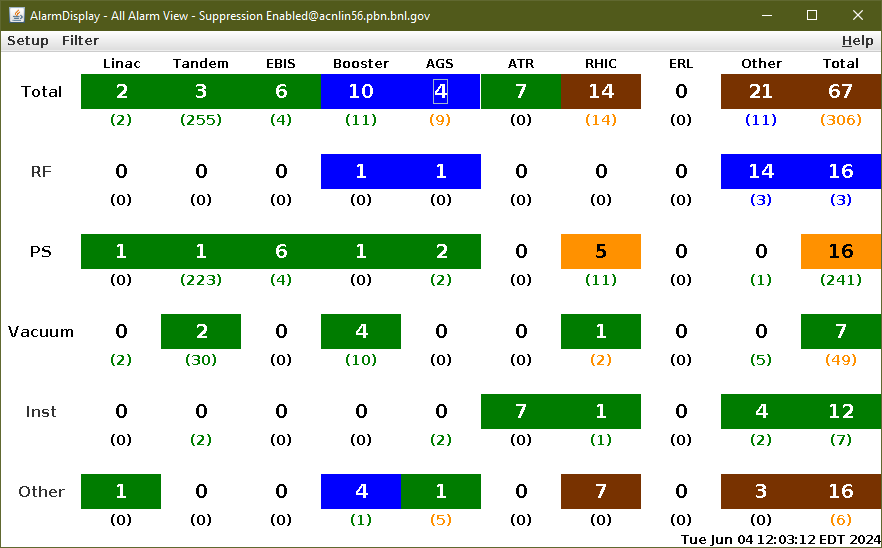 AlarmDisplay - All Alarm View - Suppression Enabled@acnlin56.pbn.bnl.gov
Setup Filter Help
Linac Tandem EBIS Booster AGS ATR RHIC ERL Other Total
Total 2 3 6 10 4 7 14 0 21 67
(2) (255) (4) (11) (9) (0) (14) (0) (11) (306)
RF 0 0 0 1 1 0 0 0 14 16
(0) (0) (0) (0) (0) (0) (0) (0) (3) (3)
PS 1 1 6 1 2 0 5 0 0 16
(0) (223) (4) (0) (2) (0) (11) (0) (1) (241)
Vacuum 0 2 0 4 0 0 1 0 0 7
(2) (30) (0) (10) (0) (0) (2) (0) (5) (49)
Inst 0 0 0 0 0 7 1 0 4 12
(0) (2) (0) (0) (2) (0) (1) (0) (2) (7)
Other 1 0 0 4 1 0 7 0 3 16
(0) (0) (0) (1) (5) (0) (0) (0) (0) (6)
Tue Jun 04 12:03:12 EDT 2024